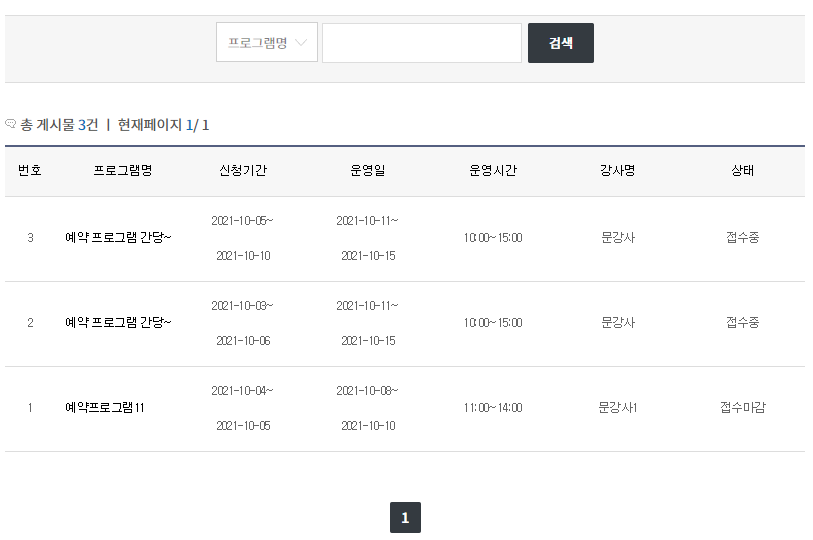 프로그램명 검색
총 게시물 3건 | 현재페이지 1/ 1
번호 프로그램명 신청기간 운영일 운영시간 강사명 상태
3 예약 프로그램 간당~ 2021-10-05~ 2021-10-10 2021-10-11~ 2021-10-15 10:00~15:00 문강사 접수중
2 예약 프로그램 간당~ 2021-10-03~ 2021-10-06 2021-10-11~ 2021-10-15 10:00~15:00 문강사 접수중
1 예약프로그램11 2021-10-04~ 2021-10-05 2021-10-08~ 2021-10-10 11:00~14:00 문강사1 접수마감
1